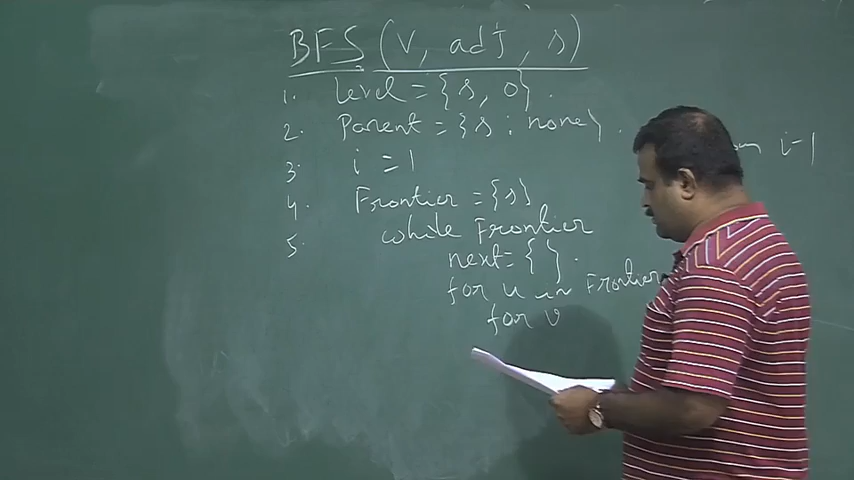 BFS (V, adj, s)
1. level = {s, 0}.
2. Parent = {s : none}.
3. i = 1
4. Frontier = {s}
5. while Frontier
next = { }.
for u in Frontier
for v
i-1